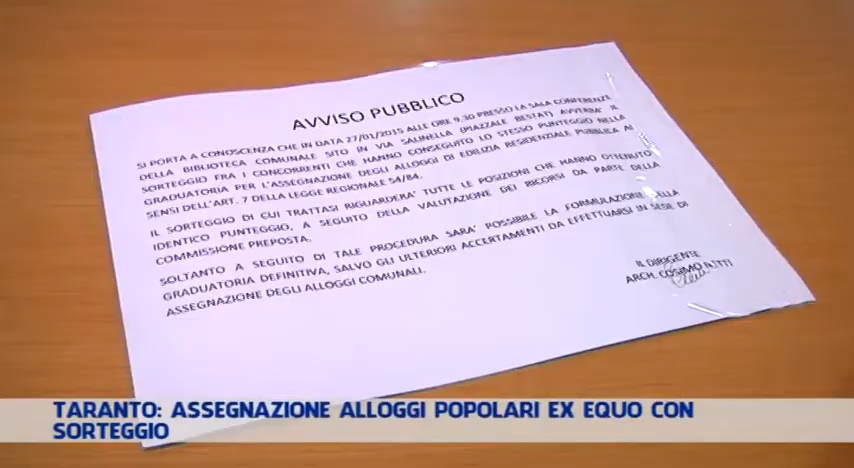 AVVISO PUBBLICO
SI PORTA A CONOSCENZA CHE IN DATA 27/01/2015 ALLE ORE 9,30 PRESSO LA SALA CONFERENZE
DELLA BIBLIOTECA COMUNALE SITO IN VIA SALINELLA (PIAZZALE BESTAT) AVVERRA' IL
SORTEGGIO FRA I CONCORRENTI CHE HANNO CONSEGUITO LO STESSO PUNTEGGIO NELLA
GRADUATORIA PER L'ASSEGNAZIONE DEGLI ALLOGGI DI EDILIZIA RESIDENZIALE PUBBLICA AI
SENSI DELL'ART. 7 DELLA LEGGE REGIONALE 54/84.
IL SORTEGGIO DI CUI TRATTASI RIGUARDERA' TUTTE LE POSIZIONI CHE HANNO OTTENUTO
IDENTICO PUNTEGGIO, A SEGUITO DELLA VALUTAZIONE DEI RICORSI DA PARTE DELLA
COMMISSIONE PREPOSTA.
SOLTANTO A SEGUITO DI TALE PROCEDURA SARA' POSSIBILE LA FORMULAZIONE DELLA
GRADUATORIA DEFINITIVA, SALVO GLI ULTERIORI ACCERTAMENTI DA EFFETTUARSI IN SEDE DI
ASSEGNAZIONE DEGLI ALLOGGI COMUNALI.
IL DIRIGENTE
ARCH. COSIMO
TARANTO: ASSEGNAZIONE ALLOGGI POPOLARI EX EQUO CON
SORTEGGIO